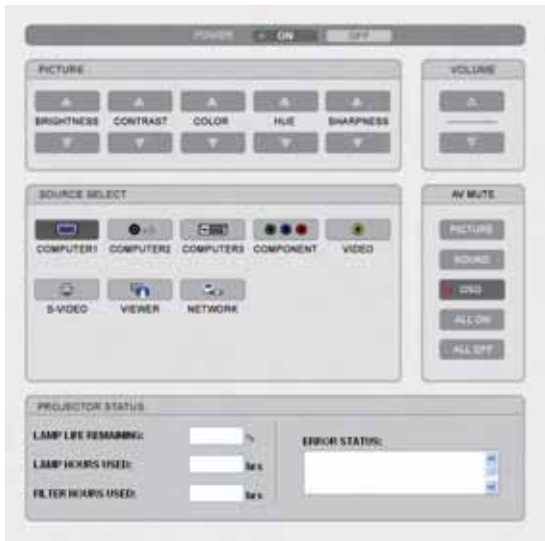 POWER ON OFF
PICTURE
BRIGHTNESS CONTRAST COLOR HUE SHARPNESS
VOLUME
SOURCE SELECT
COMPUTER1 COMPUTER2 COMPUTER3 COMPONENT VIDEO
S-VIDEO VIEWER NETWORK
AV MUTE
PICTURE
SOUND
OSD
ALL ON
ALL OFF
PROJECTOR STATUS
LAMP LIFE REMAINING: %
LAMP HOURS USED: hrs
FILTER HOURS USED: hrs
ERROR STATUS: